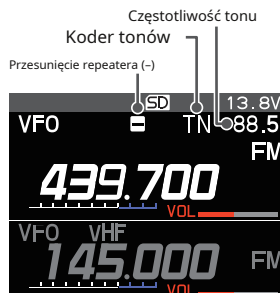 Częstotliwość tonu
Koder tonów
Przesunięcie repeatera (–)
SD 13.8V
VFO TN 88.5
FM
439.700
VOL
VFO VHF
145.000 FM
VOL